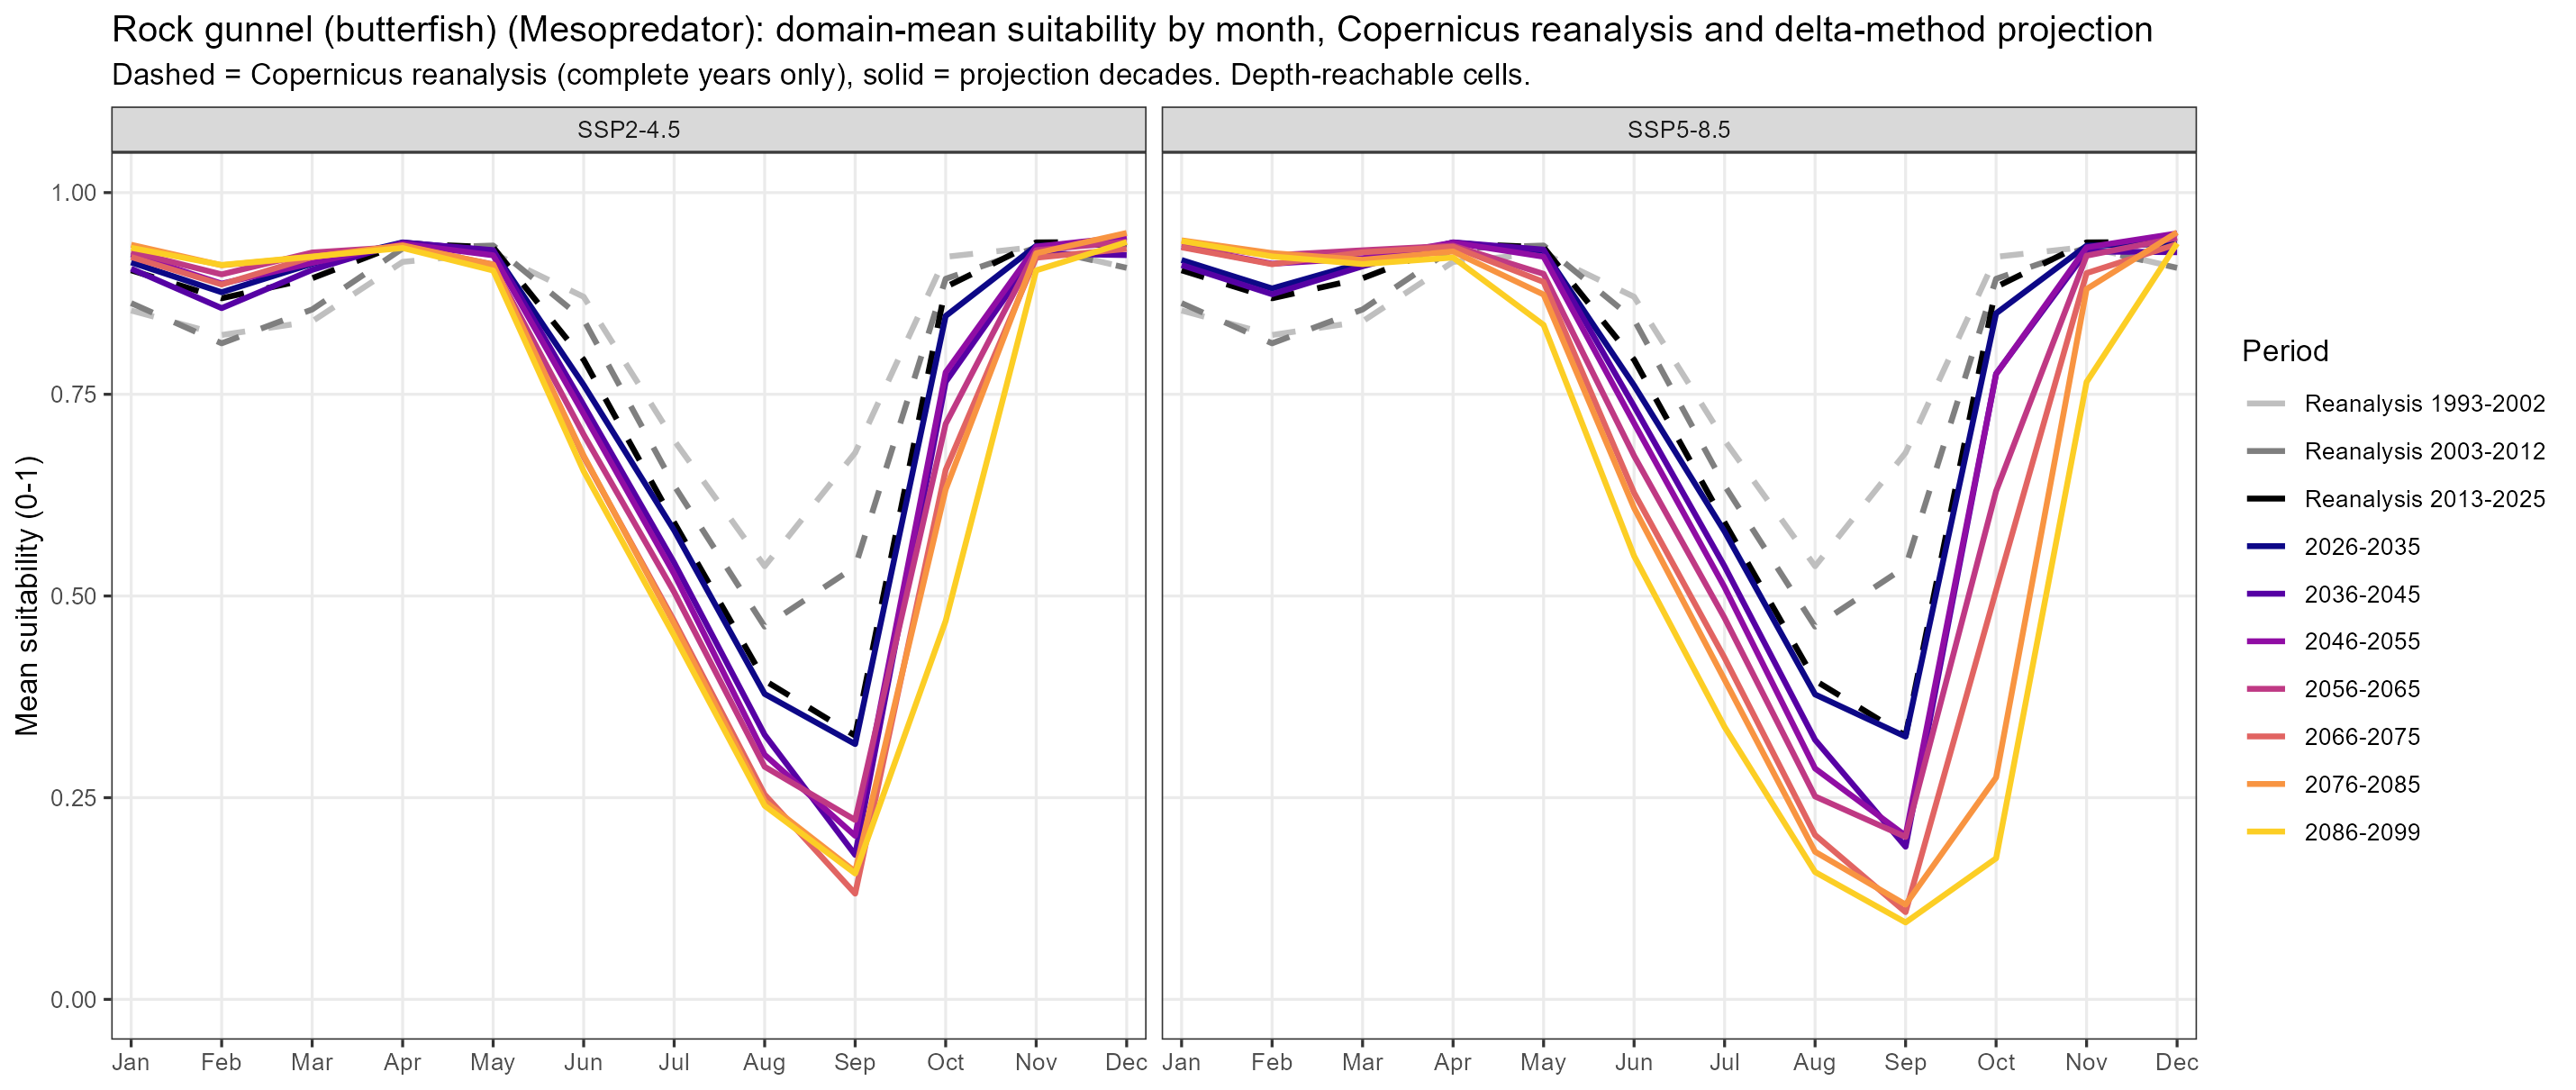 Rock gunnel (butterfish) (Mesopredator): domain-mean suitability by month, Copernicus reanalysis and delta-method projection
Dashed = Copernicus reanalysis (complete years only), solid = projection decades. Depth-reachable cells.
SSP2-4.5
SSP5-8.5
Mean suitability (0-1)
1.00
0.75
0.50
0.25
0.00
Jan Feb Mar Apr May Jun Jul Aug Sep Oct Nov Dec
Jan Feb Mar Apr May Jun Jul Aug Sep Oct Nov Dec
Period
Reanalysis 1993-2002
Reanalysis 2003-2012
Reanalysis 2013-2025
2026-2035
2036-2045
2046-2055
2056-2065
2066-2075
2076-2085
2086-2099